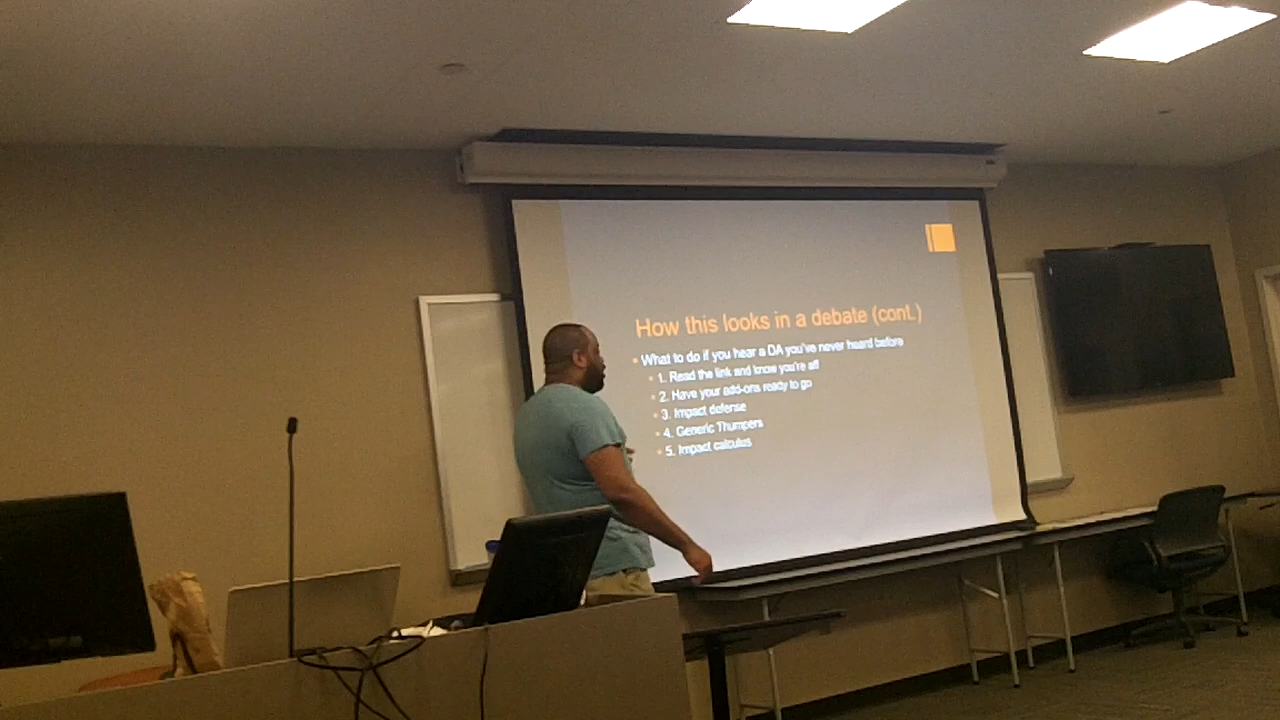 How this looks in a debate (cont.)
What to do if you hear a DA you've never heard before
1. Read the link and know you're aff
2. Have your add-ons ready to go
3. Impact defense
4. Generic Thumpers
5. Impact calculus